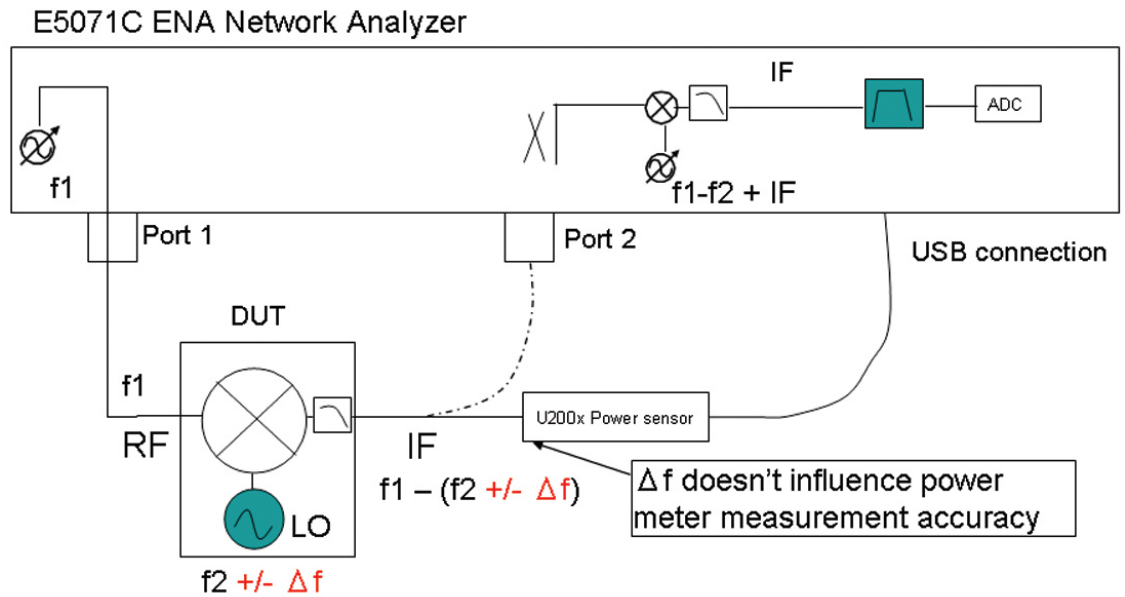 E5071C ENA Network Analyzer
IF
ADC
f1
f1-f2 + IF
Port 1
Port 2
USB connection
DUT
f1
RF
IF
U200x Power sensor
f1 – (f2 +/- Δf)
Δf doesn't influence power
meter measurement accuracy
LO
f2 +/- Δf